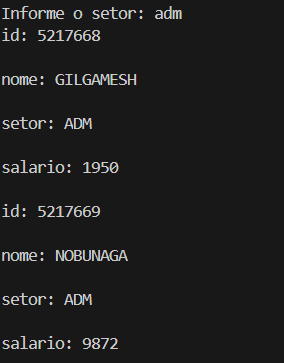 Informe o setor: adm
id: 5217668
nome: GILGAMESH
setor: ADM
salario: 1950
id: 5217669
nome: NOBUNAGA
setor: ADM
salario: 9872